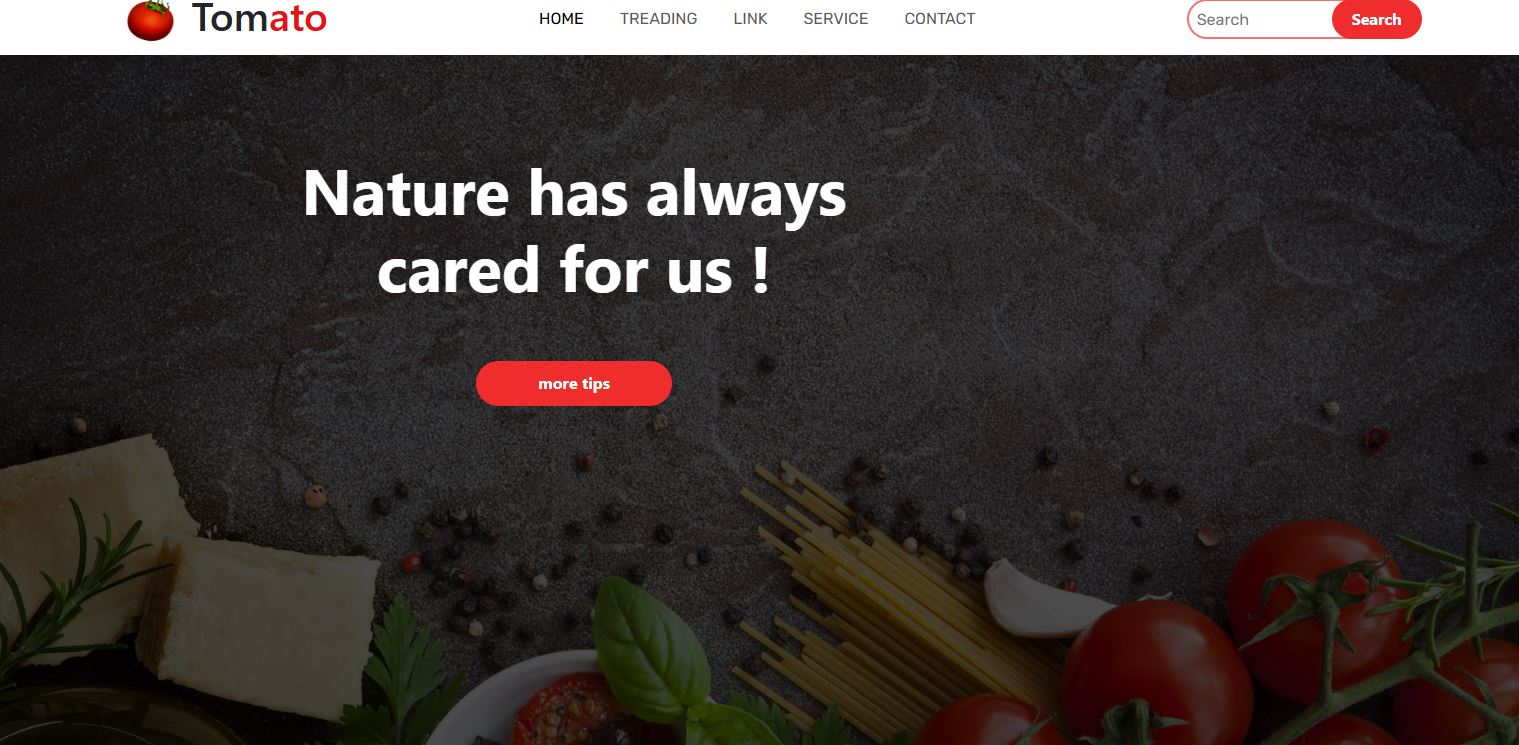 Tomato
HOME TREADING LINK SERVICE CONTACT
Search Search
Nature has always
cared for us !
more tips